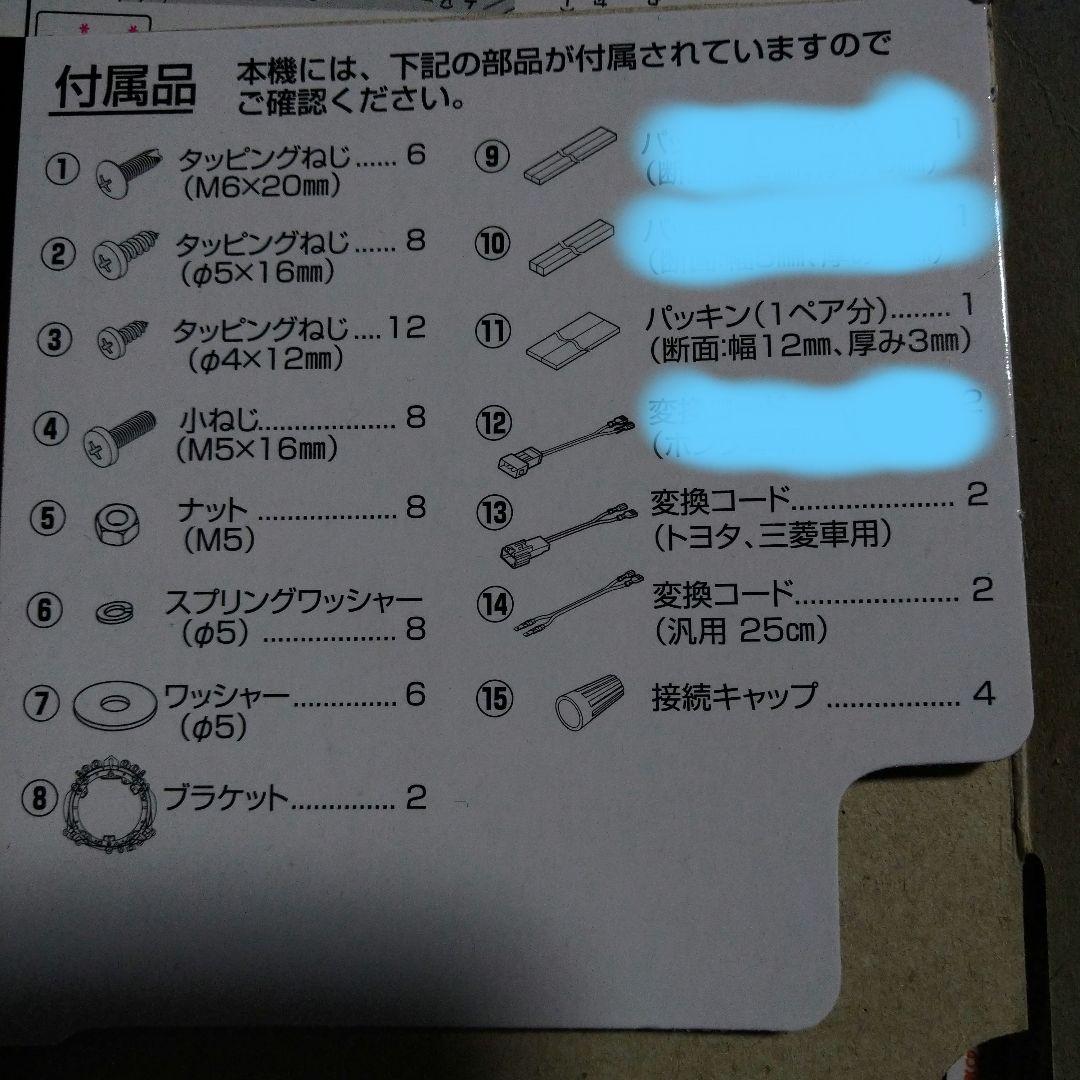 付属品
本機には、下記の部品が付属されていますので
ご確認ください。
① タッピングねじ...... 6
(M6×20㎜)
② タッピングねじ...... 8
(φ5×16㎜)
③ タッピングねじ....12
(φ4×12㎜)
④ 小ねじ..................... 8
(M5×16㎜)
⑤ ナット .................. 8
(M5)
⑥ スプリングワッシャー
(φ5) .................. 8
⑦ ワッシャー.............. 6
(φ5)
⑧ ブラケット.............. 2
⑨
⑩
⑪ パッキン(1ペア分)........ 1
(断面:幅12㎜、厚み3㎜)
⑫ 変換コード
⑬ 変換コード...................... 2
(トヨタ、三菱車用)
⑭ 変換コード...................... 2
(汎用 25㎝)
⑮ 接続キャップ .................. 4